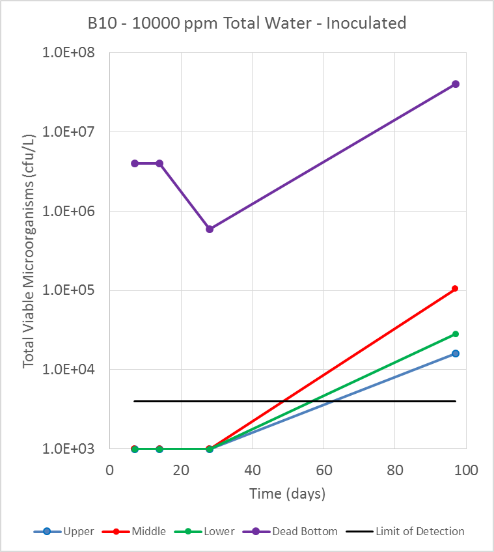 B10 - 10000 ppm Total Water - Inoculated
Total Viable Microorganisms (cfu/L)
1.0E+08
1.0E+07
1.0E+06
1.0E+05
1.0E+04
1.0E+03
0 20 40 60 80 100
Time (days)
Upper Middle Lower Dead Bottom Limit of Detection